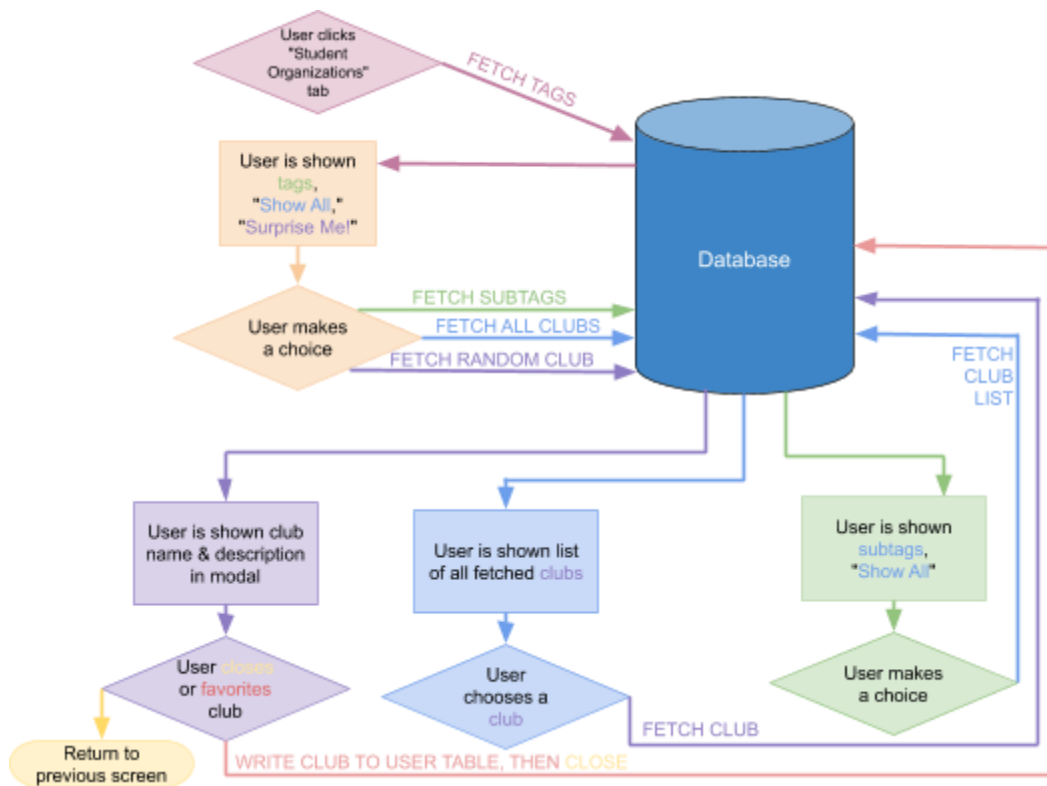 User clicks
"Student
Organizations"
tab
FETCH TAGS
User is shown
tags,
"Show All,"
"Surprise Me!"
Database
User makes
a choice
FETCH SUBTAGS
FETCH ALL CLUBS
FETCH RANDOM CLUB
FETCH
CLUB
LIST
User is shown club
name & description
in modal
User is shown list
of all fetched clubs
User is shown
subtags,
"Show All"
User closes
or favorites
club
User
chooses a
club
User makes
a choice
FETCH CLUB
Return to
previous screen
WRITE CLUB TO USER TABLE, THEN CLOSE